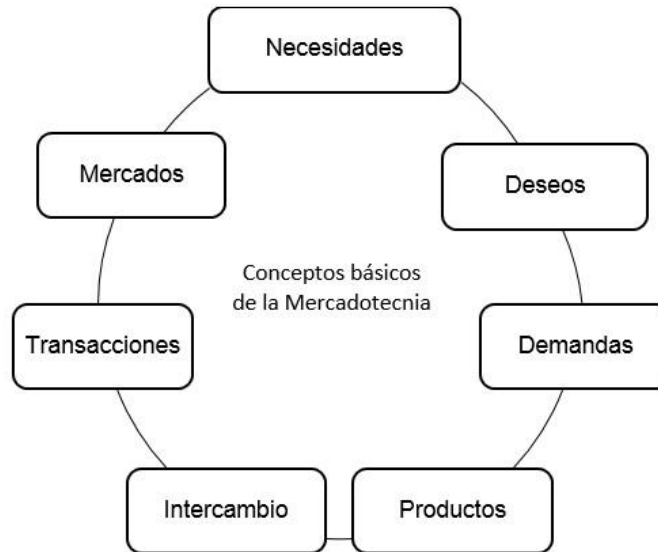 Necesidades
Deseos
Demandas
Productos
Intercambio
Transacciones
Mercados
Conceptos básicos
de la Mercadotecnia